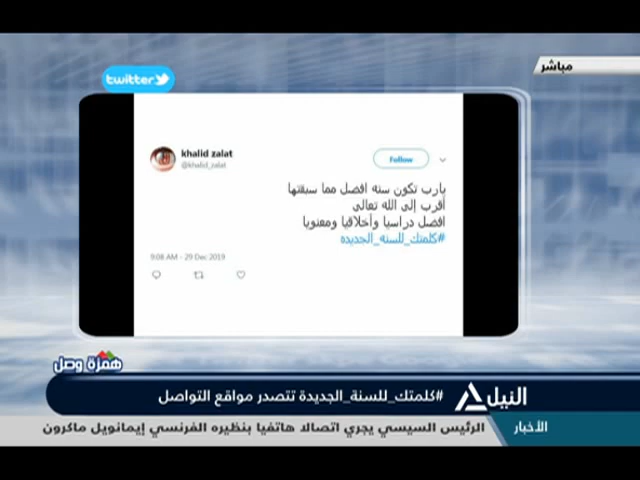 twitter
مباشر
khalid zalat
@khalid_zalat
Follow
يارب تكون سنه افضل مما سبقتها
أقرب إلى الله تعالى
افضل دراسيا وأخلاقيا ومعنويا
#كلمتك_للسنة_الجديده
9:08 AM - 29 Dec 2019
همزة وصل
النيل
#كلمتك_للسنة_الجديدة تتصدر مواقع التواصل
الأخبار
الرئيس السيسي يجري اتصالا هاتفيا بنظيره الفرنسي إيمانويل ماكرون